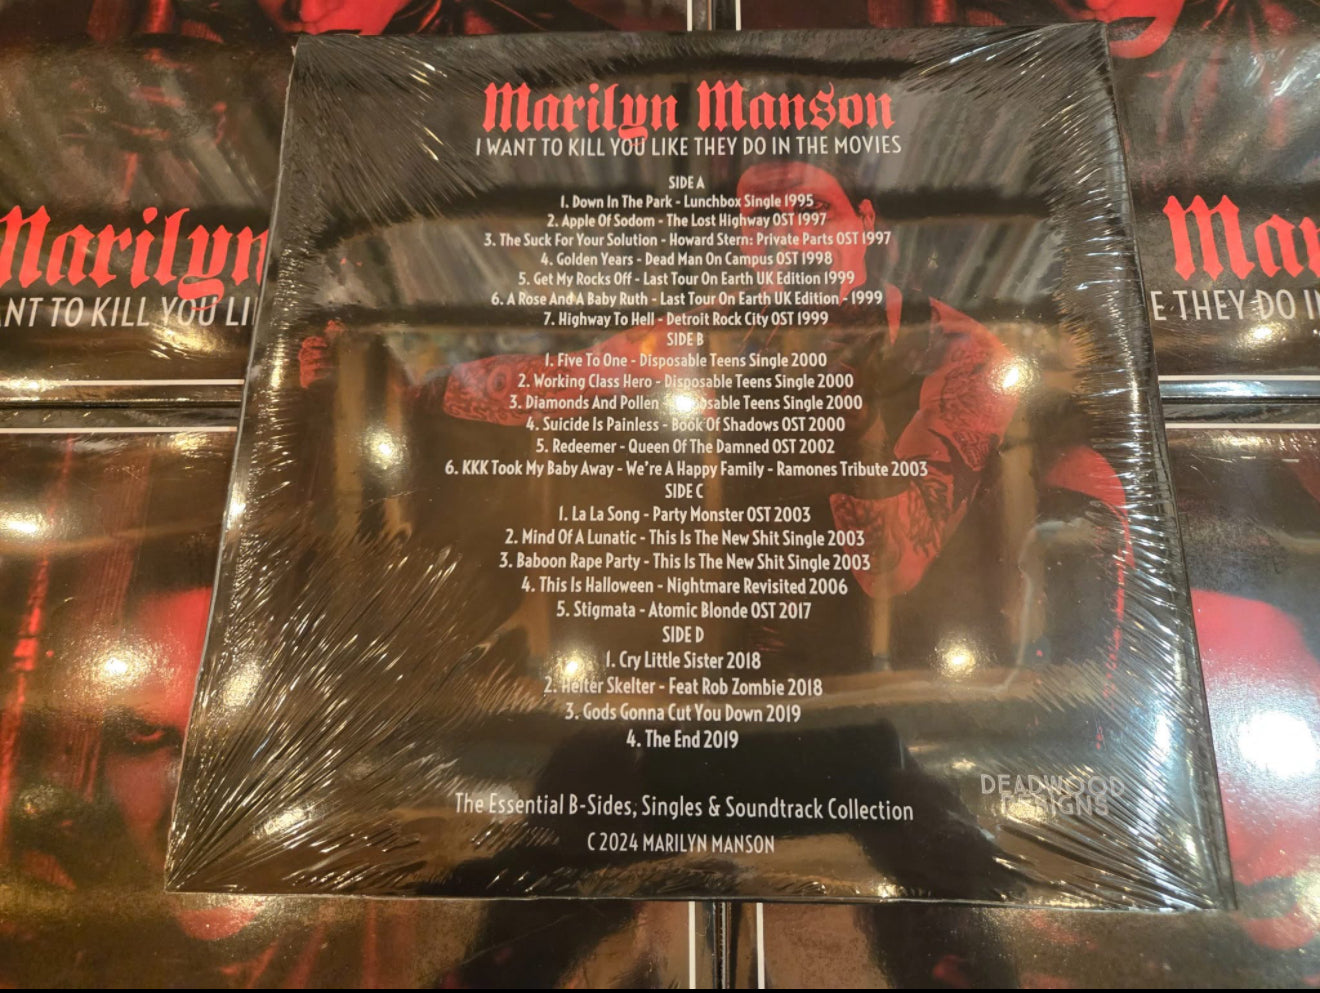 Marilyn Manson
I WANT TO KILL YOU LIKE THEY DO IN THE MOVIES
SIDE A
1. Down In The Park - Lunchbox Single 1995
2. Apple Of Sodom - The Lost Highway OST 1997
3. The Suck For Your Solution - Howard Stern: Private Parts OST 1997
4. Golden Years - Dead Man On Campus OST 1998
5. Get My Rocks Off - Last Tour On Earth UK Edition 1999
6. A Rose And A Baby Ruth - Last Tour On Earth UK Edition - 1999
7. Highway To Hell - Detroit Rock City OST 1999
SIDE B
1. Five To One - Disposable Teens Single 2000
2. Working Class Hero - Disposable Teens Single 2000
3. Diamonds And Pollen - Disposable Teens Single 2000
4. Suicide Is Painless - Book Of Shadows OST 2000
5. Redeemer - Queen Of The Damned OST 2002
6. KKK Took My Baby Away - We're A Happy Family - Ramones Tribute 2003
SIDE C
1. La La Song - Party Monster OST 2003
2. Mind Of A Lunatic - This Is The New Shit Single 2003
3. Baboon Rape Party - This Is The New Shit Single 2003
4. This Is Halloween - Nightmare Revisited 2006
5. Stigmata - Atomic Blonde OST 2017
SIDE D
1. Cry Little Sister 2018
2. Helter Skelter - Feat Rob Zombie 2018
3. Gods Gonna Cut You Down 2019
4. The End 2019
DEADWOOD
DESIGNS
The Essential B-Sides, Singles & Soundtrack Collection
C 2024 MARILYN MANSON
Marilyn
ANT TO KILL YOU LI
Man
E THEY DO IN